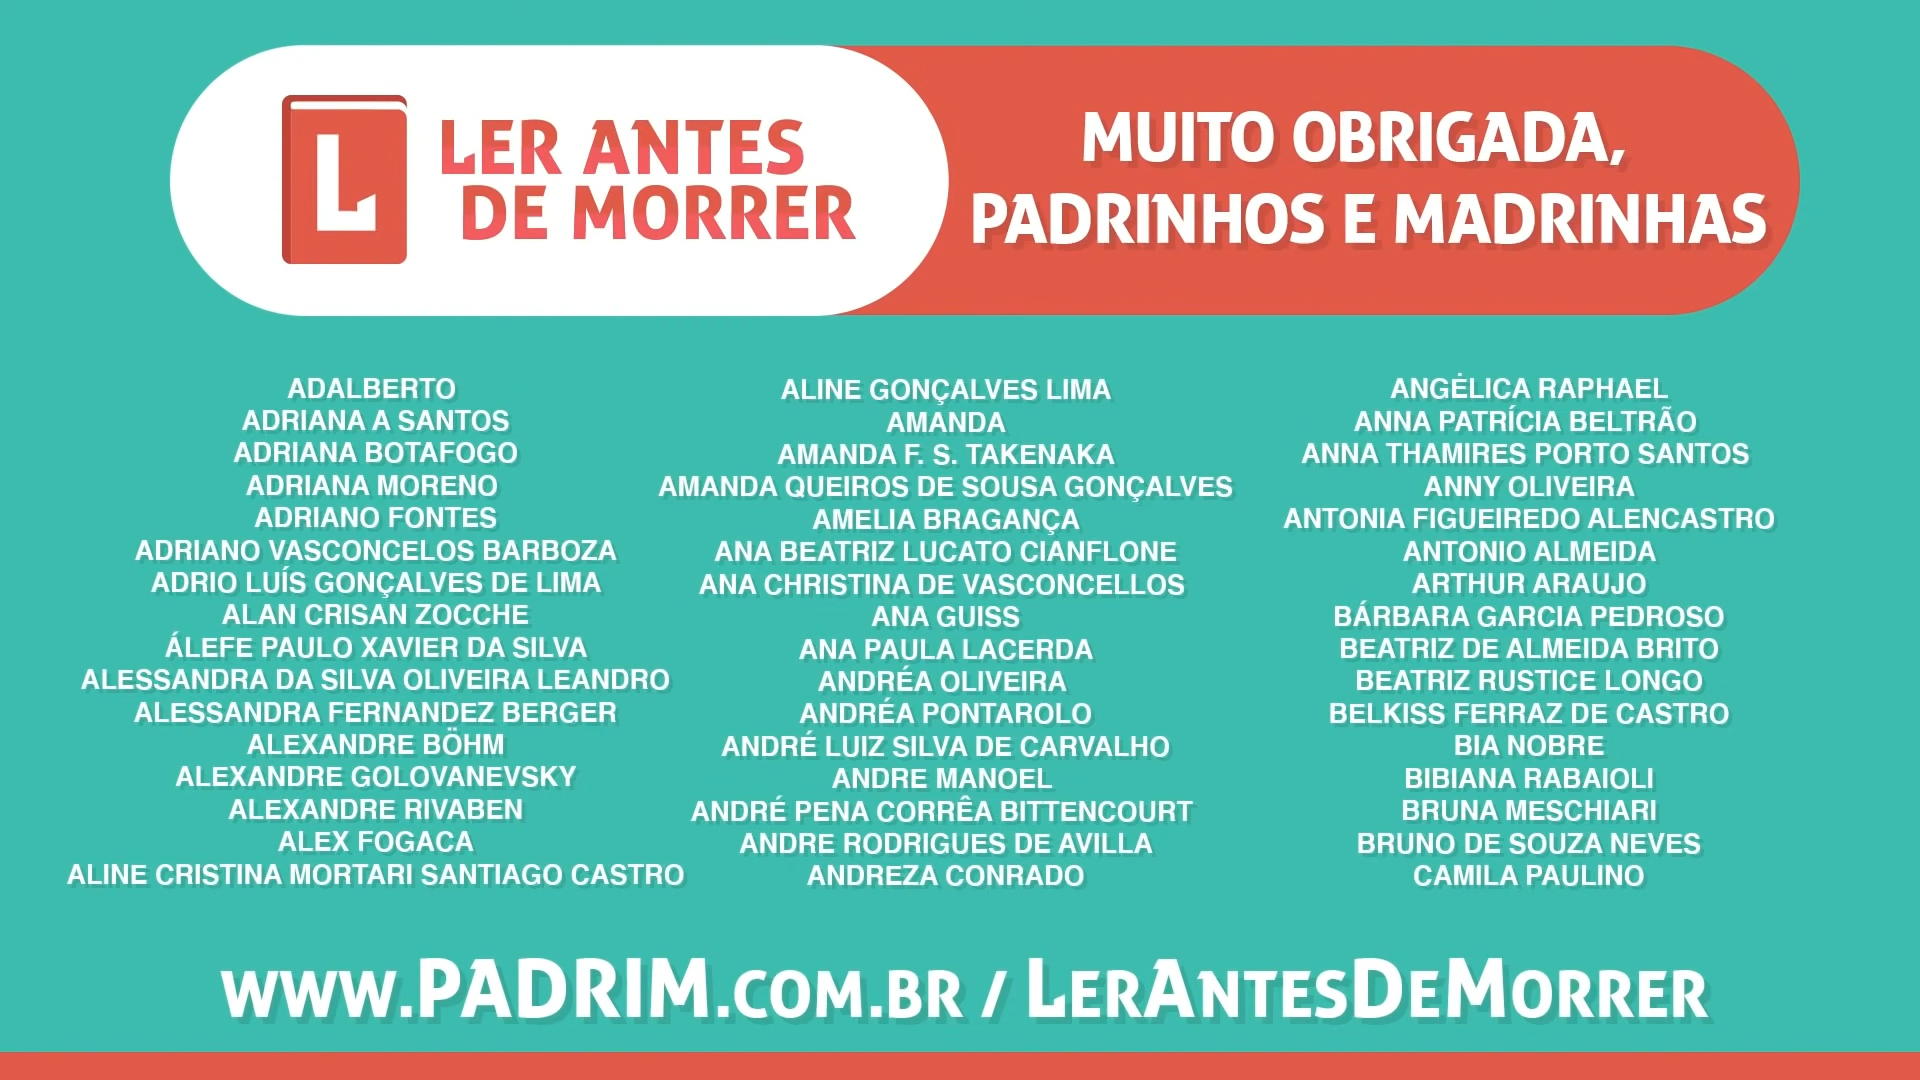 L
LER ANTES
DE MORRER
MUITO OBRIGADA,
PADRINHOS E MADRINHAS
ADALBERTO
ADRIANA A SANTOS
ADRIANA BOTAFOGO
ADRIANA MORENO
ADRIANO FONTES
ADRIANO VASCONCELOS BARBOZA
ADRIO LUÍS GONÇALVES DE LIMA
ALAN CRISAN ZOCCHE
ÁLEFE PAULO XAVIER DA SILVA
ALESSANDRA DA SILVA OLIVEIRA LEANDRO
ALESSANDRA FERNANDEZ BERGER
ALEXANDRE BÖHM
ALEXANDRE GOLOVANEVSKY
ALEXANDRE RIVABEN
ALEX FOGACA
ALINE CRISTINA MORTARI SANTIAGO CASTRO
ALINE GONÇALVES LIMA
AMANDA
AMANDA F. S. TAKENAKA
AMANDA QUEIROS DE SOUSA GONÇALVES
AMELIA BRAGANÇA
ANA BEATRIZ LUCATO CIANFLONE
ANA CHRISTINA DE VASCONCELLOS
ANA GUISS
ANA PAULA LACERDA
ANDRÉA OLIVEIRA
ANDRÉA PONTAROLO
ANDRÉ LUIZ SILVA DE CARVALHO
ANDRE MANOEL
ANDRÉ PENA CORRÊA BITTENCOURT
ANDRE RODRIGUES DE AVILLA
ANDREZA CONRADO
ANGÉLICA RAPHAEL
ANNA PATRÍCIA BELTRÃO
ANNA THAMIRES PORTO SANTOS
ANNY OLIVEIRA
ANTONIA FIGUEIREDO ALENCASTRO
ANTONIO ALMEIDA
ARTHUR ARAUJO
BÁRBARA GARCIA PEDROSO
BEATRIZ DE ALMEIDA BRITO
BEATRIZ RUSTICE LONGO
BELKISS FERRAZ DE CASTRO
BIA NOBRE
BIBIANA RABAIOLI
BRUNA MESCHIARI
BRUNO DE SOUZA NEVES
CAMILA PAULINO
WWW.PADRIM.COM.BR / LERANTESDEMORRER